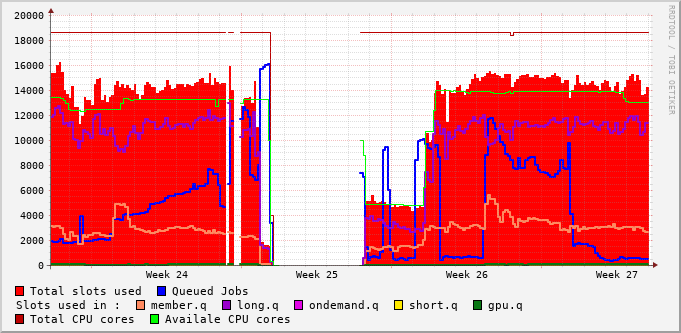 20000
18000
16000
14000
12000
10000
8000
6000
4000
2000
0
Week 24 Week 25 Week 26 Week 27
RRDTOOL / TOBI OETIKER
Total slots used Queued Jobs
Slots used in : member.q long.q ondemand.q short.q gpu.q
Total CPU cores Availale CPU cores